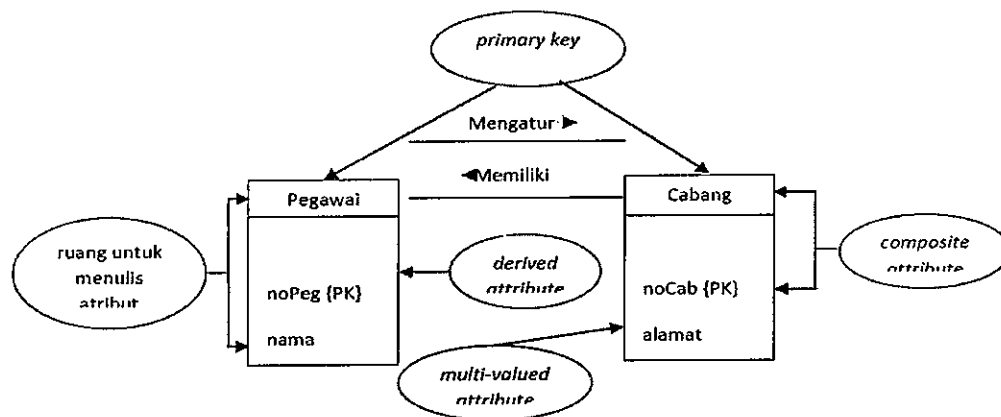 primary key
Mengatur
Memiliki
Pegawai
Cabang
ruang untuk
menulis
atribut
derived
attribute
composite
attribute
noPeg {PK}
nama
noCab {PK}
alamat
multi-valued
attribute